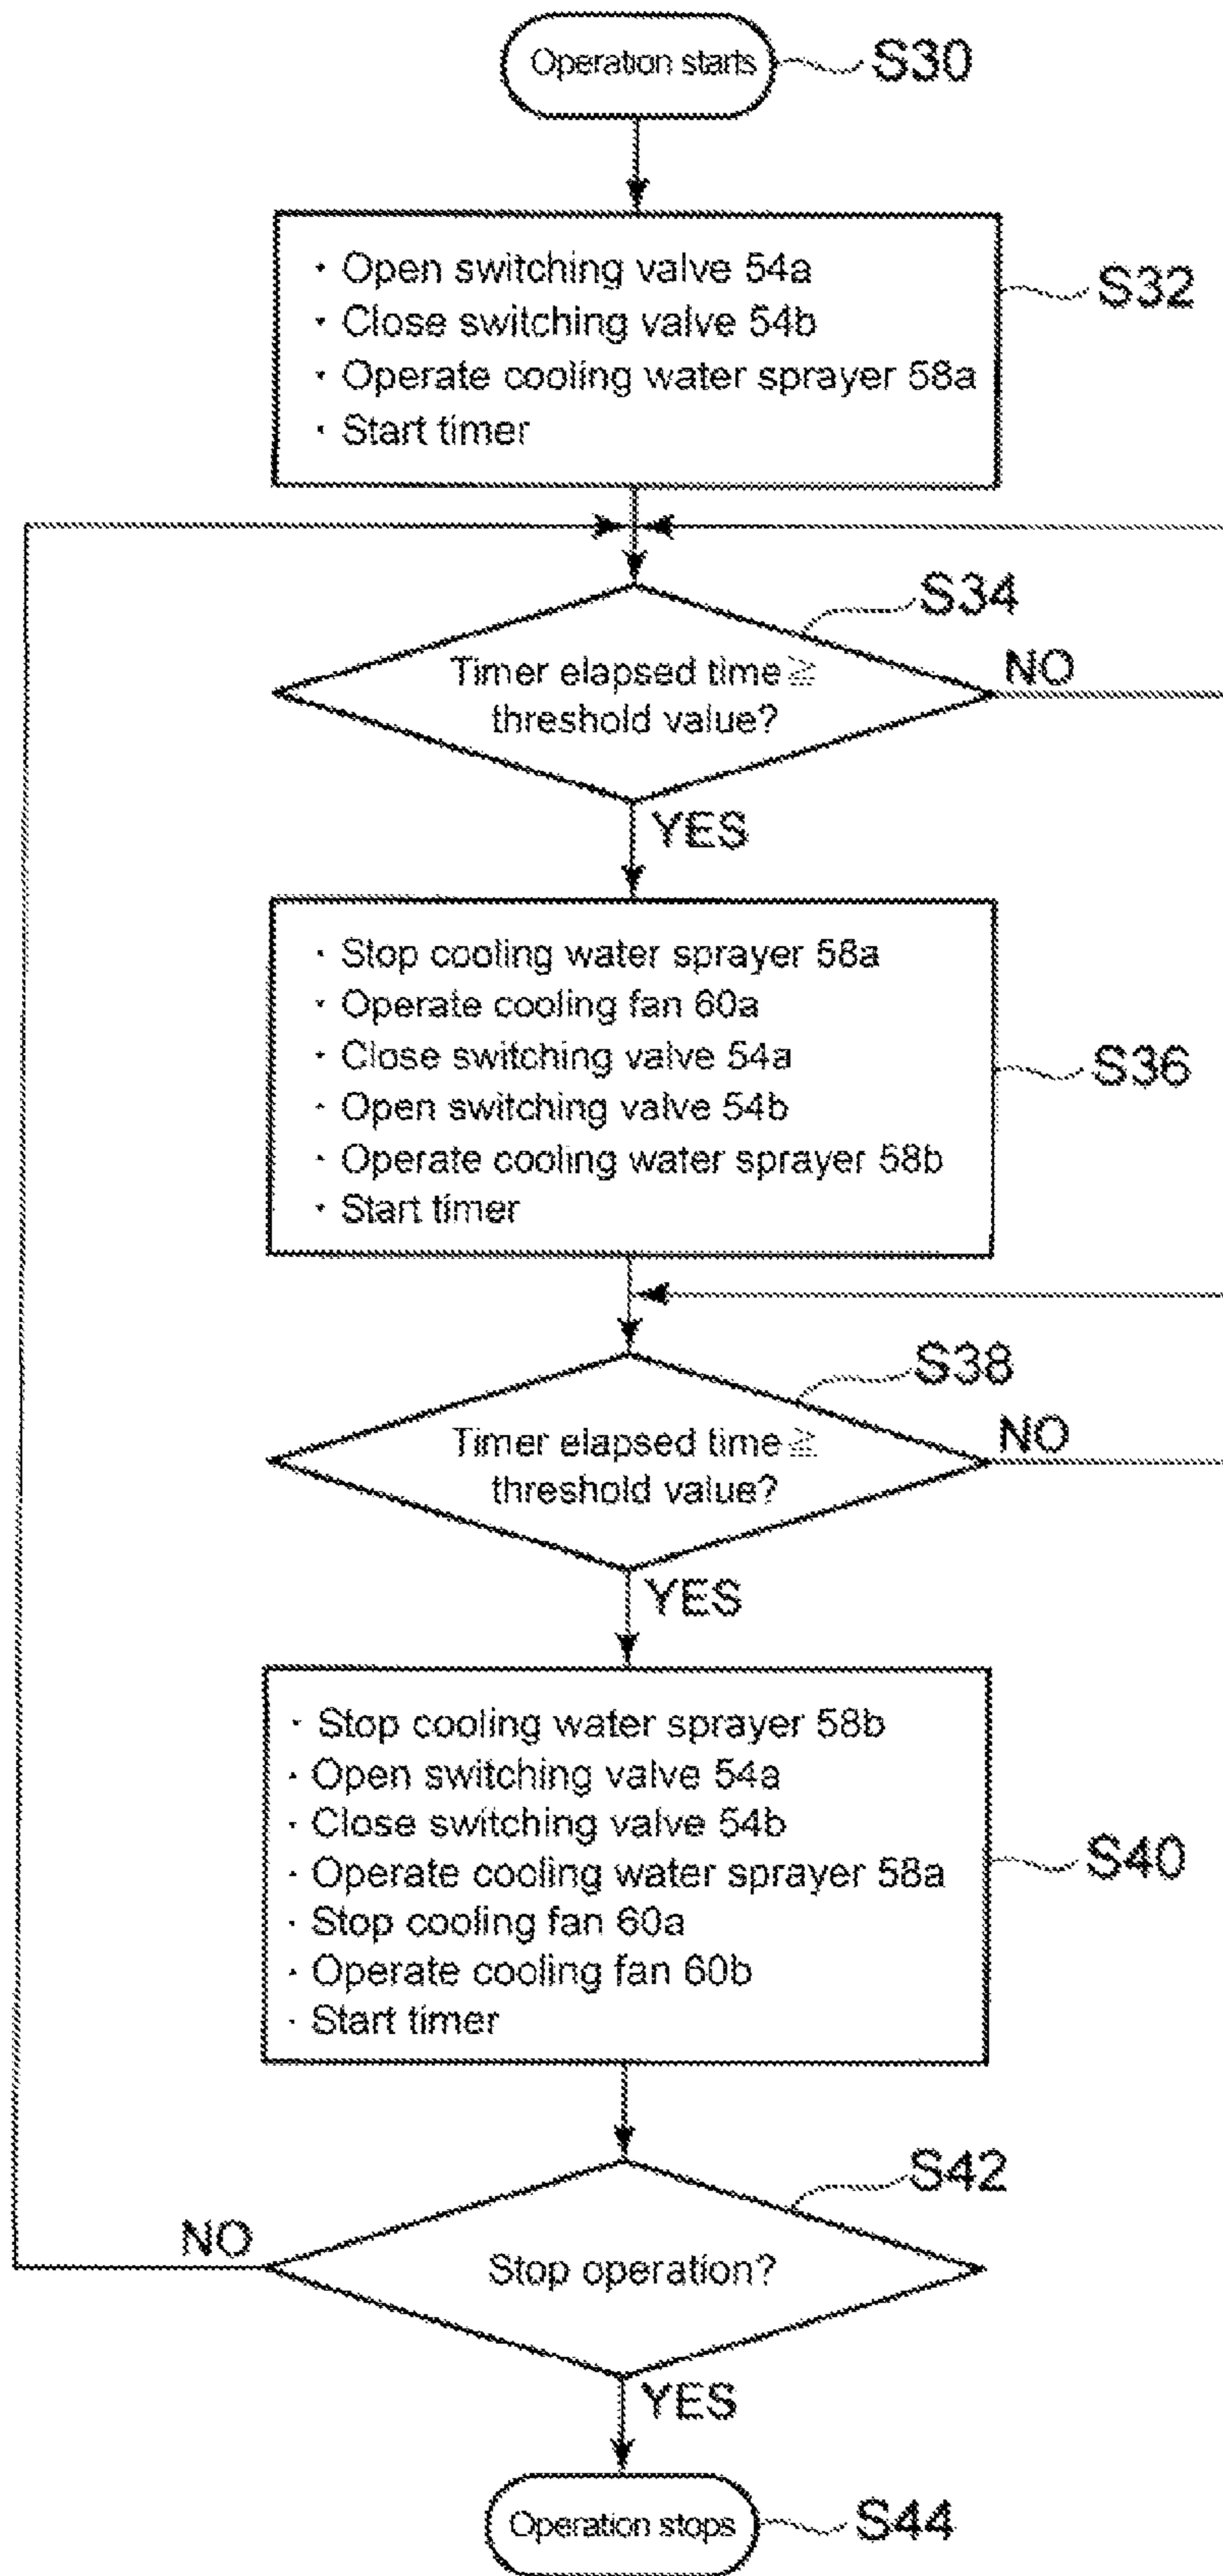 Operation starts S30
· Open switching valve 54a
· Close switching valve 54b
· Operate cooling water sprayer 58a
· Start timer
S32
S34
Timer elapsed time ≧
threshold value?
NO
YES
· Stop cooling water sprayer 58a
· Operate cooling fan 60a
· Close switching valve 54a
· Open switching valve 54b
· Operate cooling water sprayer 58b
· Start timer
S36
S38
Timer elapsed time ≧
threshold value?
NO
YES
· Stop cooling water sprayer 58b
· Open switching valve 54a
· Close switching valve 54b
· Operate cooling water sprayer 58a
· Stop cooling fan 60a
· Operate cooling fan 60b
· Start timer
S40
S42
NO
Stop operation?
YES
Operation stops S44